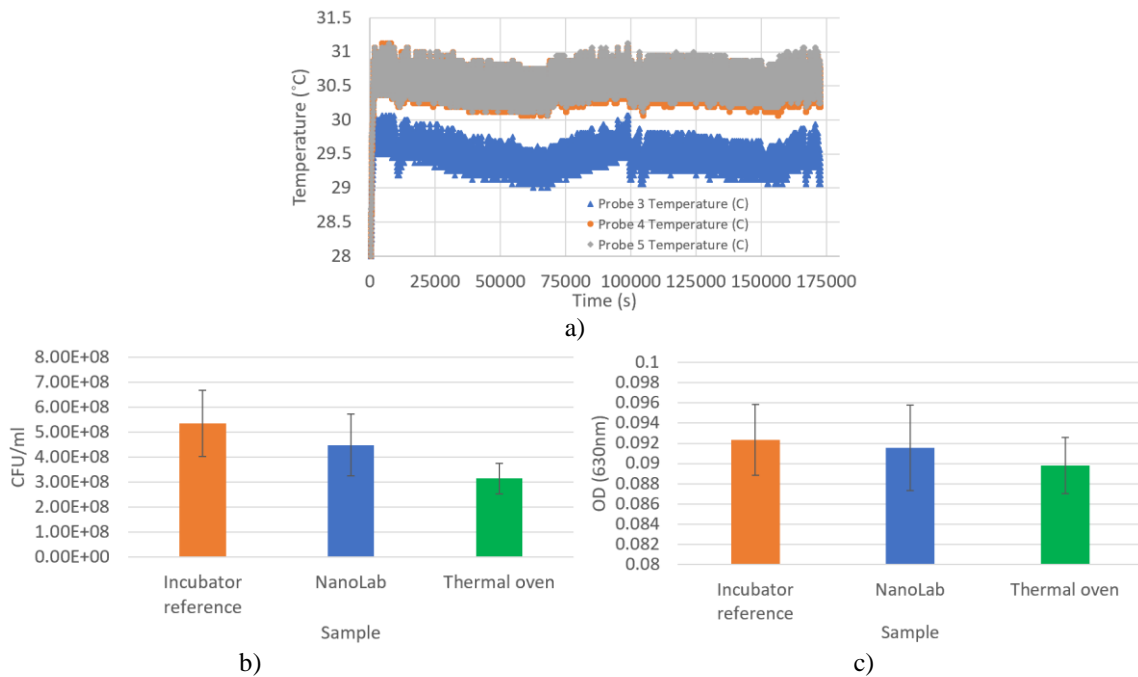 31.5
31
30.5
30
29.5
29
28.5
28
Temperature (˚C)
Probe 3 Temperature (C)
Probe 4 Temperature (C)
Probe 5 Temperature (C)
0 25000 50000 75000 100000 125000 150000 175000
Time (s)
a)
8.00E+08
7.00E+08
6.00E+08
5.00E+08
4.00E+08
3.00E+08
2.00E+08
1.00E+08
0.00E+00
CFU/ml
Incubator NanoLab Thermal oven
reference
Sample
b)
0.1
0.098
0.096
0.094
0.092
0.09
0.088
0.086
0.084
0.082
0.08
OD (630nm)
Incubator NanoLab Thermal oven
reference
Sample
c)